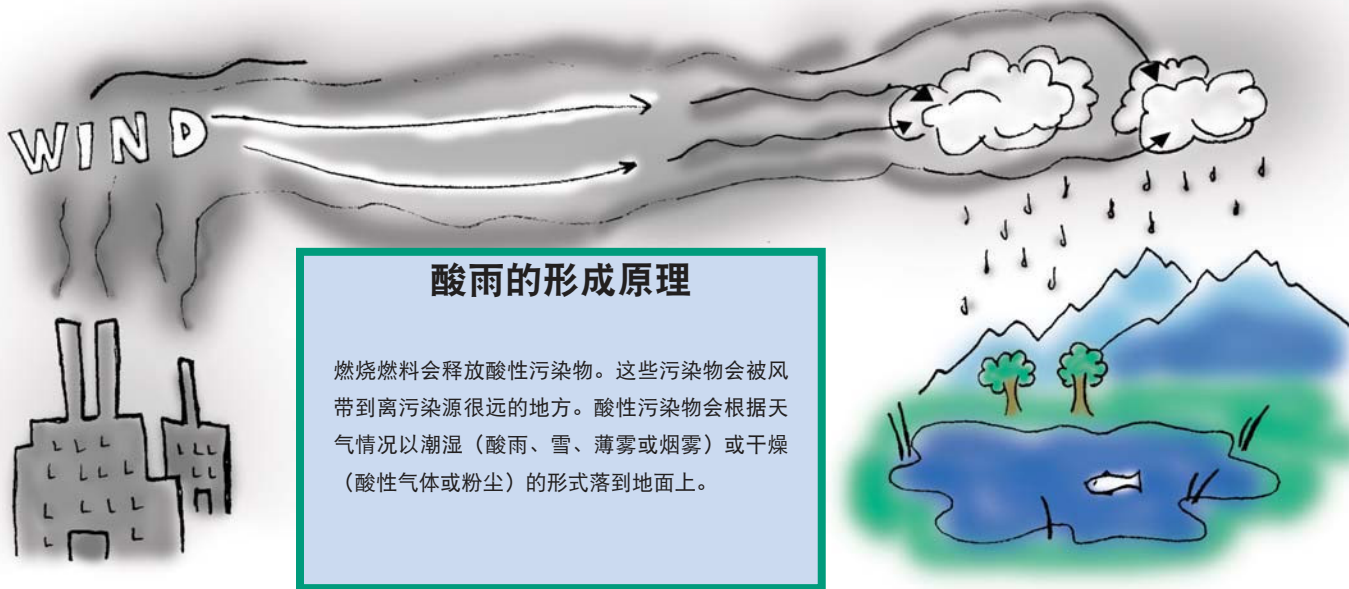 WIND
酸雨的形成原理
燃烧燃料会释放酸性污染物。这些污染物会被风
带到离污染源很远的地方。酸性污染物会根据天
气情况以潮湿（酸雨、雪、薄雾或烟雾）或干燥
（酸性气体或粉尘）的形式落到地面上。